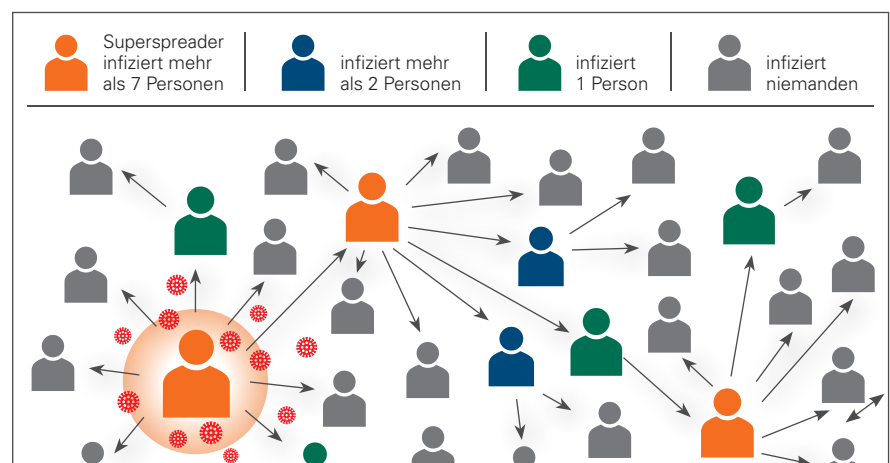 Superspreader
infiziert mehr
als 7 Personen
infiziert mehr
als 2 Personen
infiziert
1 Person
infiziert
niemanden